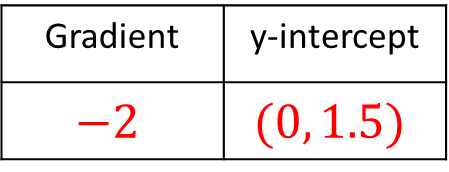 Gradient y-intercept
−2 (0, 1.5)